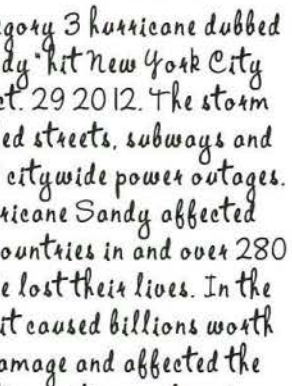 gory 3 hurricane dubbed
dy" hit New York City
t. 29 2012. The storm
ed streets, subways and
citywide power outages.
ricane Sandy affected
ountries in and over 280
e lost their lives. In the
it caused billions worth
amage and affected the